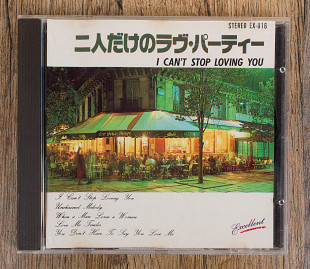 STEREO EX-616
二人だけのラヴ・パーティー
I CAN'T STOP LOVING YOU
I Can't Stop Loving You
Unchained Melody
When a Man Loves a Woman
Love Me Tender
You Don't Have To Say You Love Me
Excellent